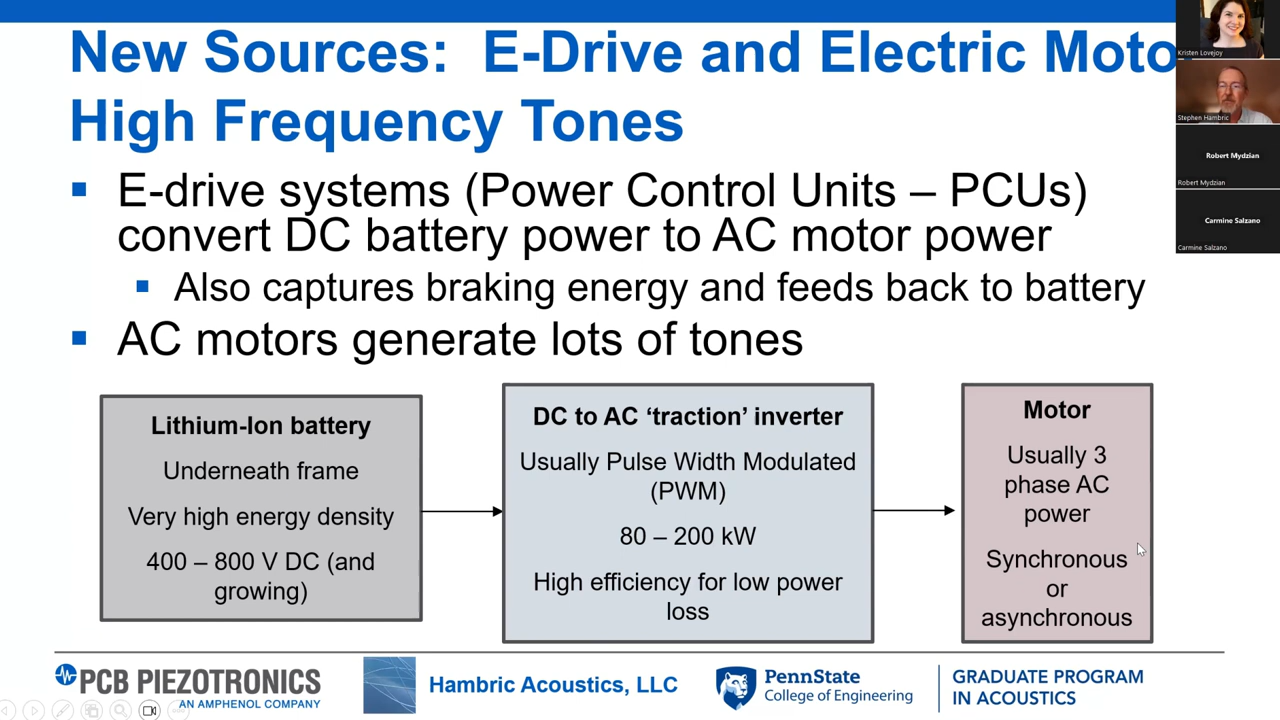 New Sources:  E-Drive and Electric Moto
High Frequency Tones
E-drive systems (Power Control Units – PCUs)
convert DC battery power to AC motor power
Also captures braking energy and feeds back to battery
AC motors generate lots of tones
Lithium-Ion battery
Underneath frame
Very high energy density
400 – 800 V DC (and
growing)
DC to AC ‘traction’ inverter
Usually Pulse Width Modulated
(PWM)
80 – 200 kW
High efficiency for low power
loss
Motor
Usually 3
phase AC
power
Synchronous
or
asynchronous
PCB PIEZOTRONICS
AN AMPHENOL COMPANY
Hambric Acoustics, LLC
PennState
College of Engineering
GRADUATE PROGRAM
IN ACOUSTICS
Kristen Lovejoy
Stephen Hambric
Robert Mydzian
Robert Mydzian
Carmine Salzano
Carmine Salzano